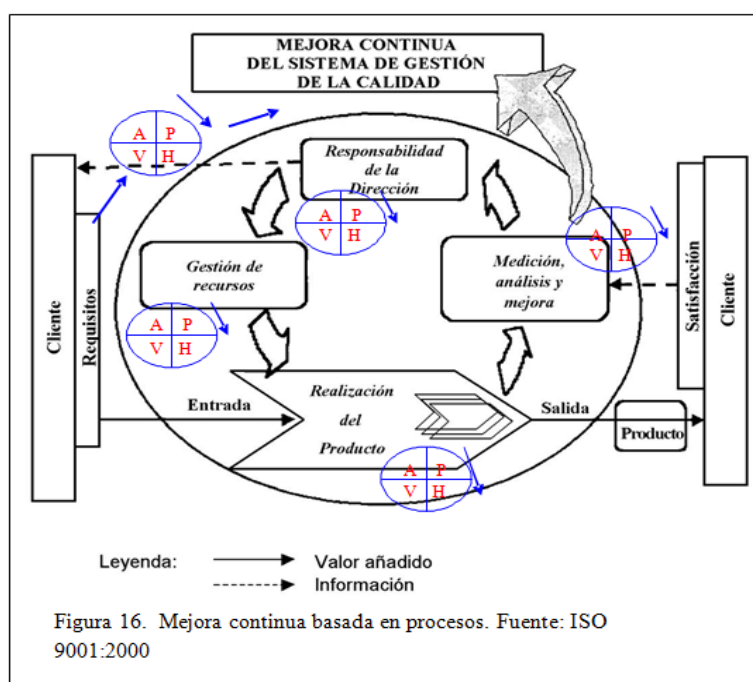 MEJORA CONTINUA
DEL SISTEMA DE GESTIÓN
DE LA CALIDAD
A P
V H
Responsabilidad
de la
Dirección
A P
V H
Cliente
Requisitos
Gestión de
recursos
A P
V H
A P
V H
Medición,
análisis y
mejora
Satisfacción
Cliente
Entrada
Realización
del
Producto
Salida
Producto
A P
V H
Leyenda:
Valor añadido
Información
Figura 16. Mejora continua basada en procesos. Fuente: ISO
9001:2000